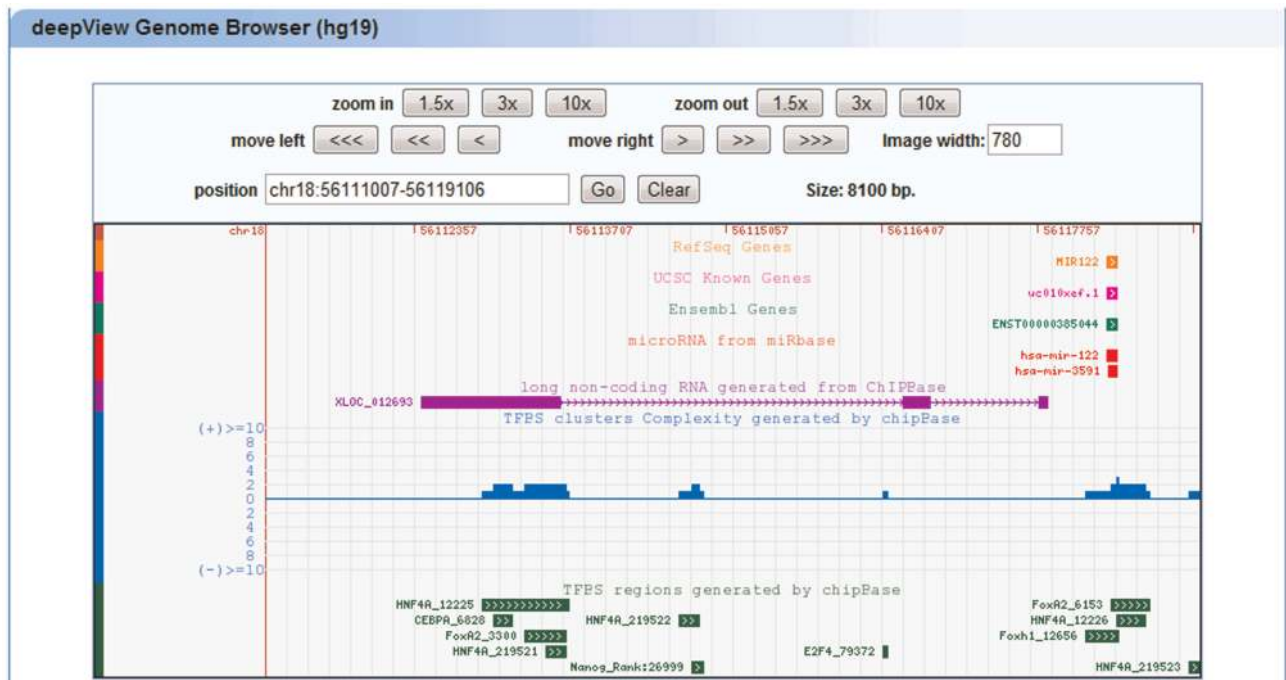 deepView Genome Browser (hg19)
zoom in 1.5x 3x 10x zoom out 1.5x 3x 10x
move left <<< << < move right > >> >>> Image width: 780
position chr18:56111007-56119106 Go Clear Size: 8100 bp.
chr18 56112357 56113707 56115057 56116407 56117757
RefSeq Genes
MIR122
UCSC Known Genes
uc010xef.1
Ensembl Genes
ENST00000385044
microRNA from miRbase
hsa-mir-122
hsa-mir-3591
long non-coding RNA generated from ChIPBase
XLOC_012693
TFBS clusters Complexity generated by chipBase
(+)>=10
8
6
4
2
0
2
4
6
8
(-)>=10
TFBS regions generated by chipBase
HNF4A_12225 FoxA2_6153
CEBPA_6828 HNF4A_219522 HNF4A_12226
FoxA2_3300 Foxh1_12656
HNF4A_219521 E2F4_79372
Nanog_Rank:26999 HNF4A_219523